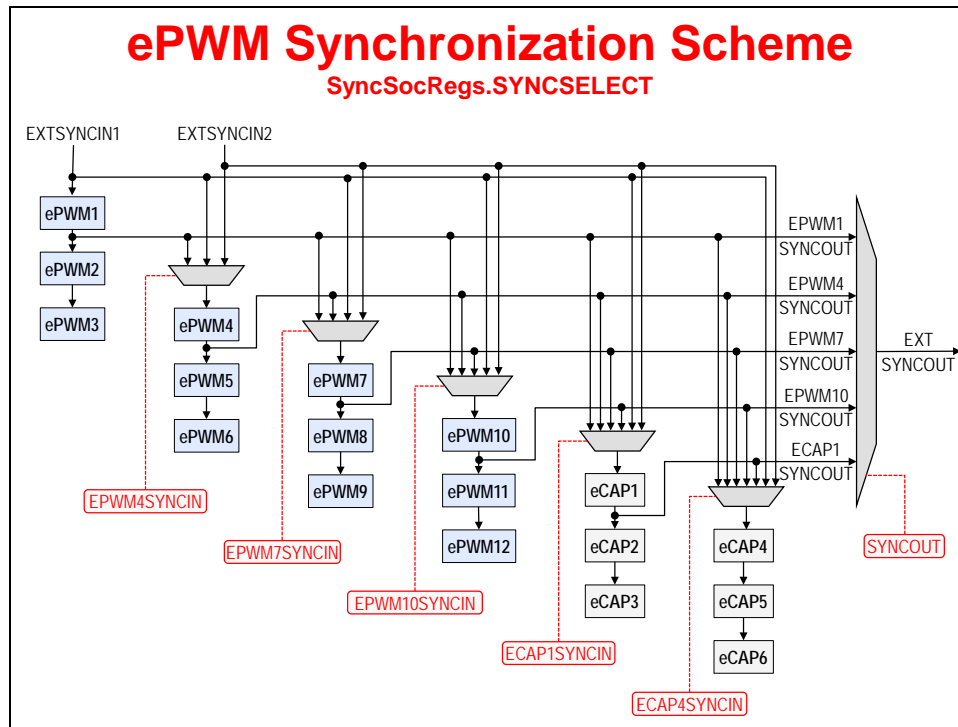 ePWM Synchronization Scheme
SyncSocRegs.SYNCSELECT
EXTSYNCIN1
EXTSYNCIN2
ePWM1
ePWM2
ePWM3
ePWM4
ePWM5
ePWM6
EPWM4SYNCIN
ePWM7
ePWM8
ePWM9
EPWM7SYNCIN
ePWM10
ePWM11
ePWM12
EPWM10SYNCIN
eCAP1
eCAP2
eCAP3
ECAP1SYNCIN
eCAP4
eCAP5
eCAP6
ECAP4SYNCIN
EPWM1
SYNCOUT
EPWM4
SYNCOUT
EPWM7
SYNCOUT
EPWM10
SYNCOUT
ECAP1
SYNCOUT
EXT
SYNCOUT
SYNCOUT